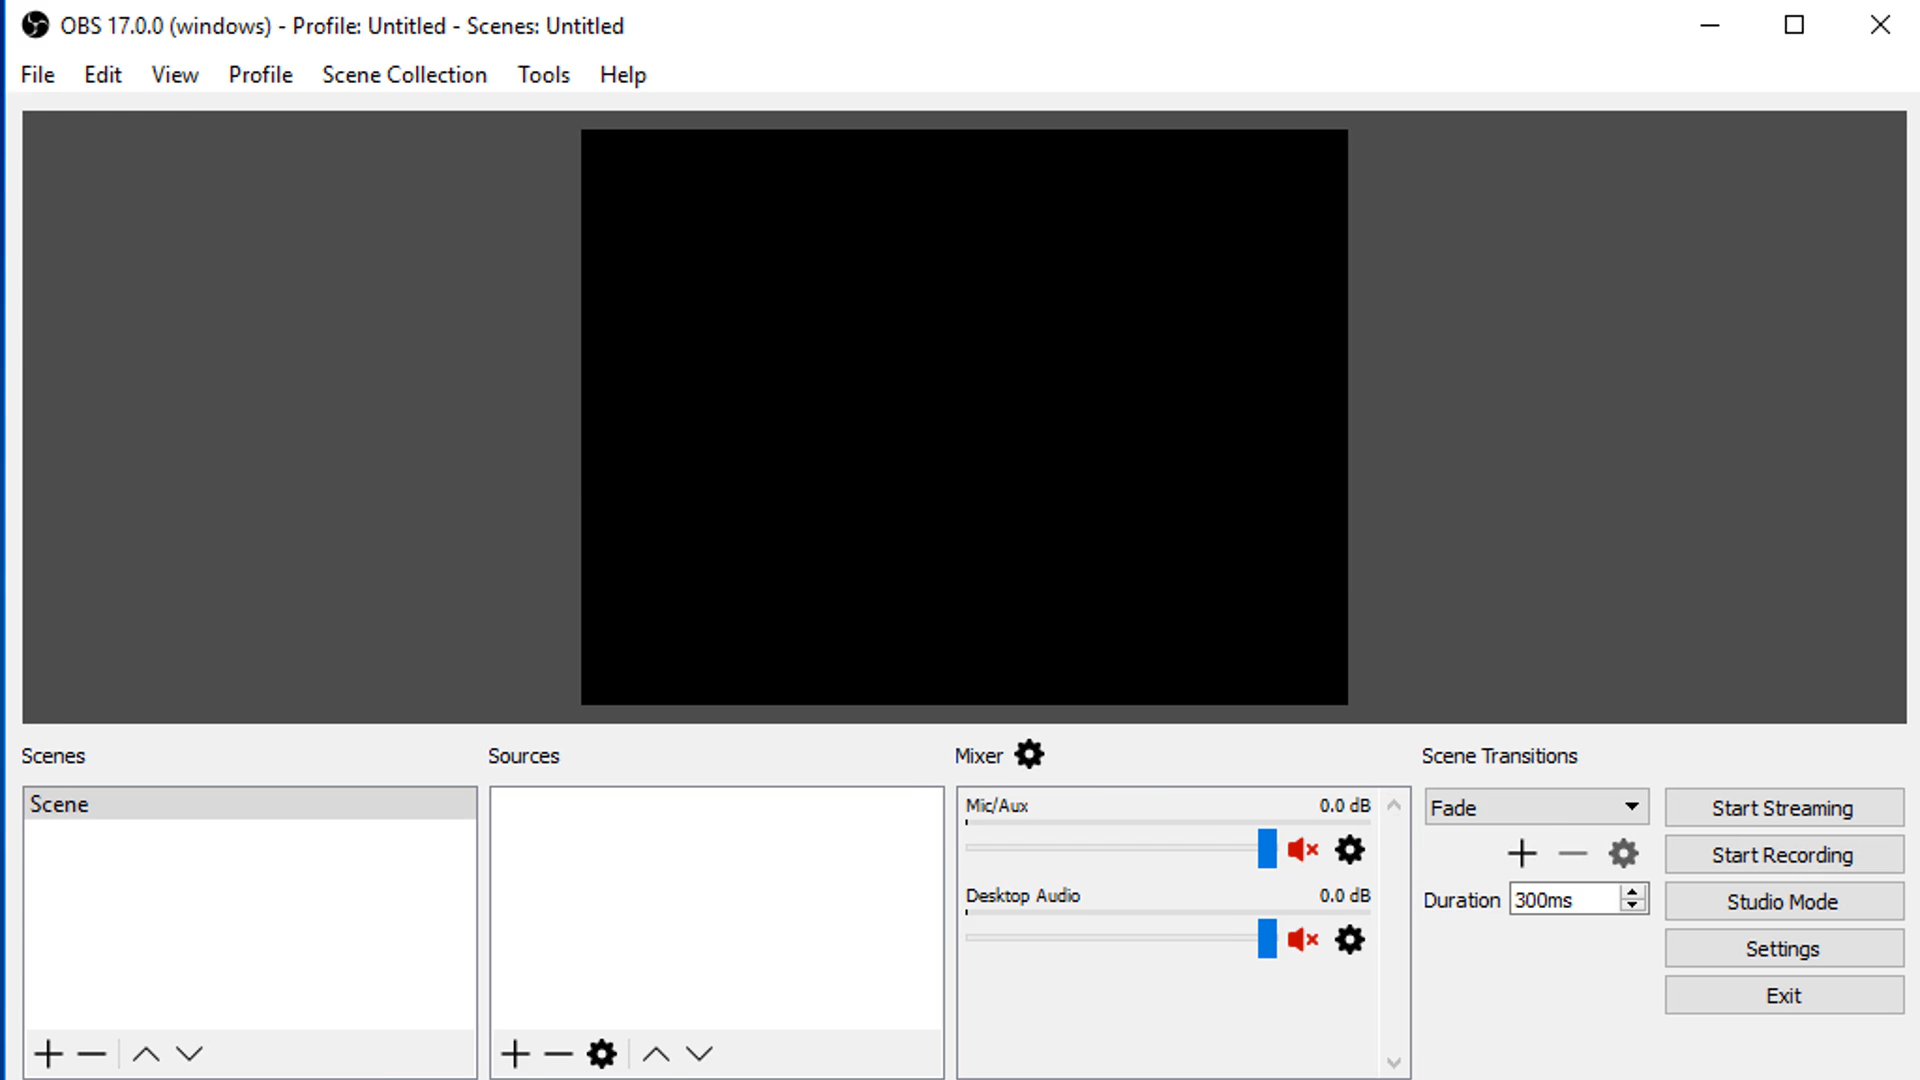 OBS 17.0.0 (windows) - Profile: Untitled - Scenes: Untitled
File Edit View Profile Scene Collection Tools Help
Scenes
Sources
Mixer
Scene Transitions
Scene
Mic/Aux 0.0 dB
Desktop Audio 0.0 dB
Fade
Duration 300ms
Start Streaming
Start Recording
Studio Mode
Settings
Exit